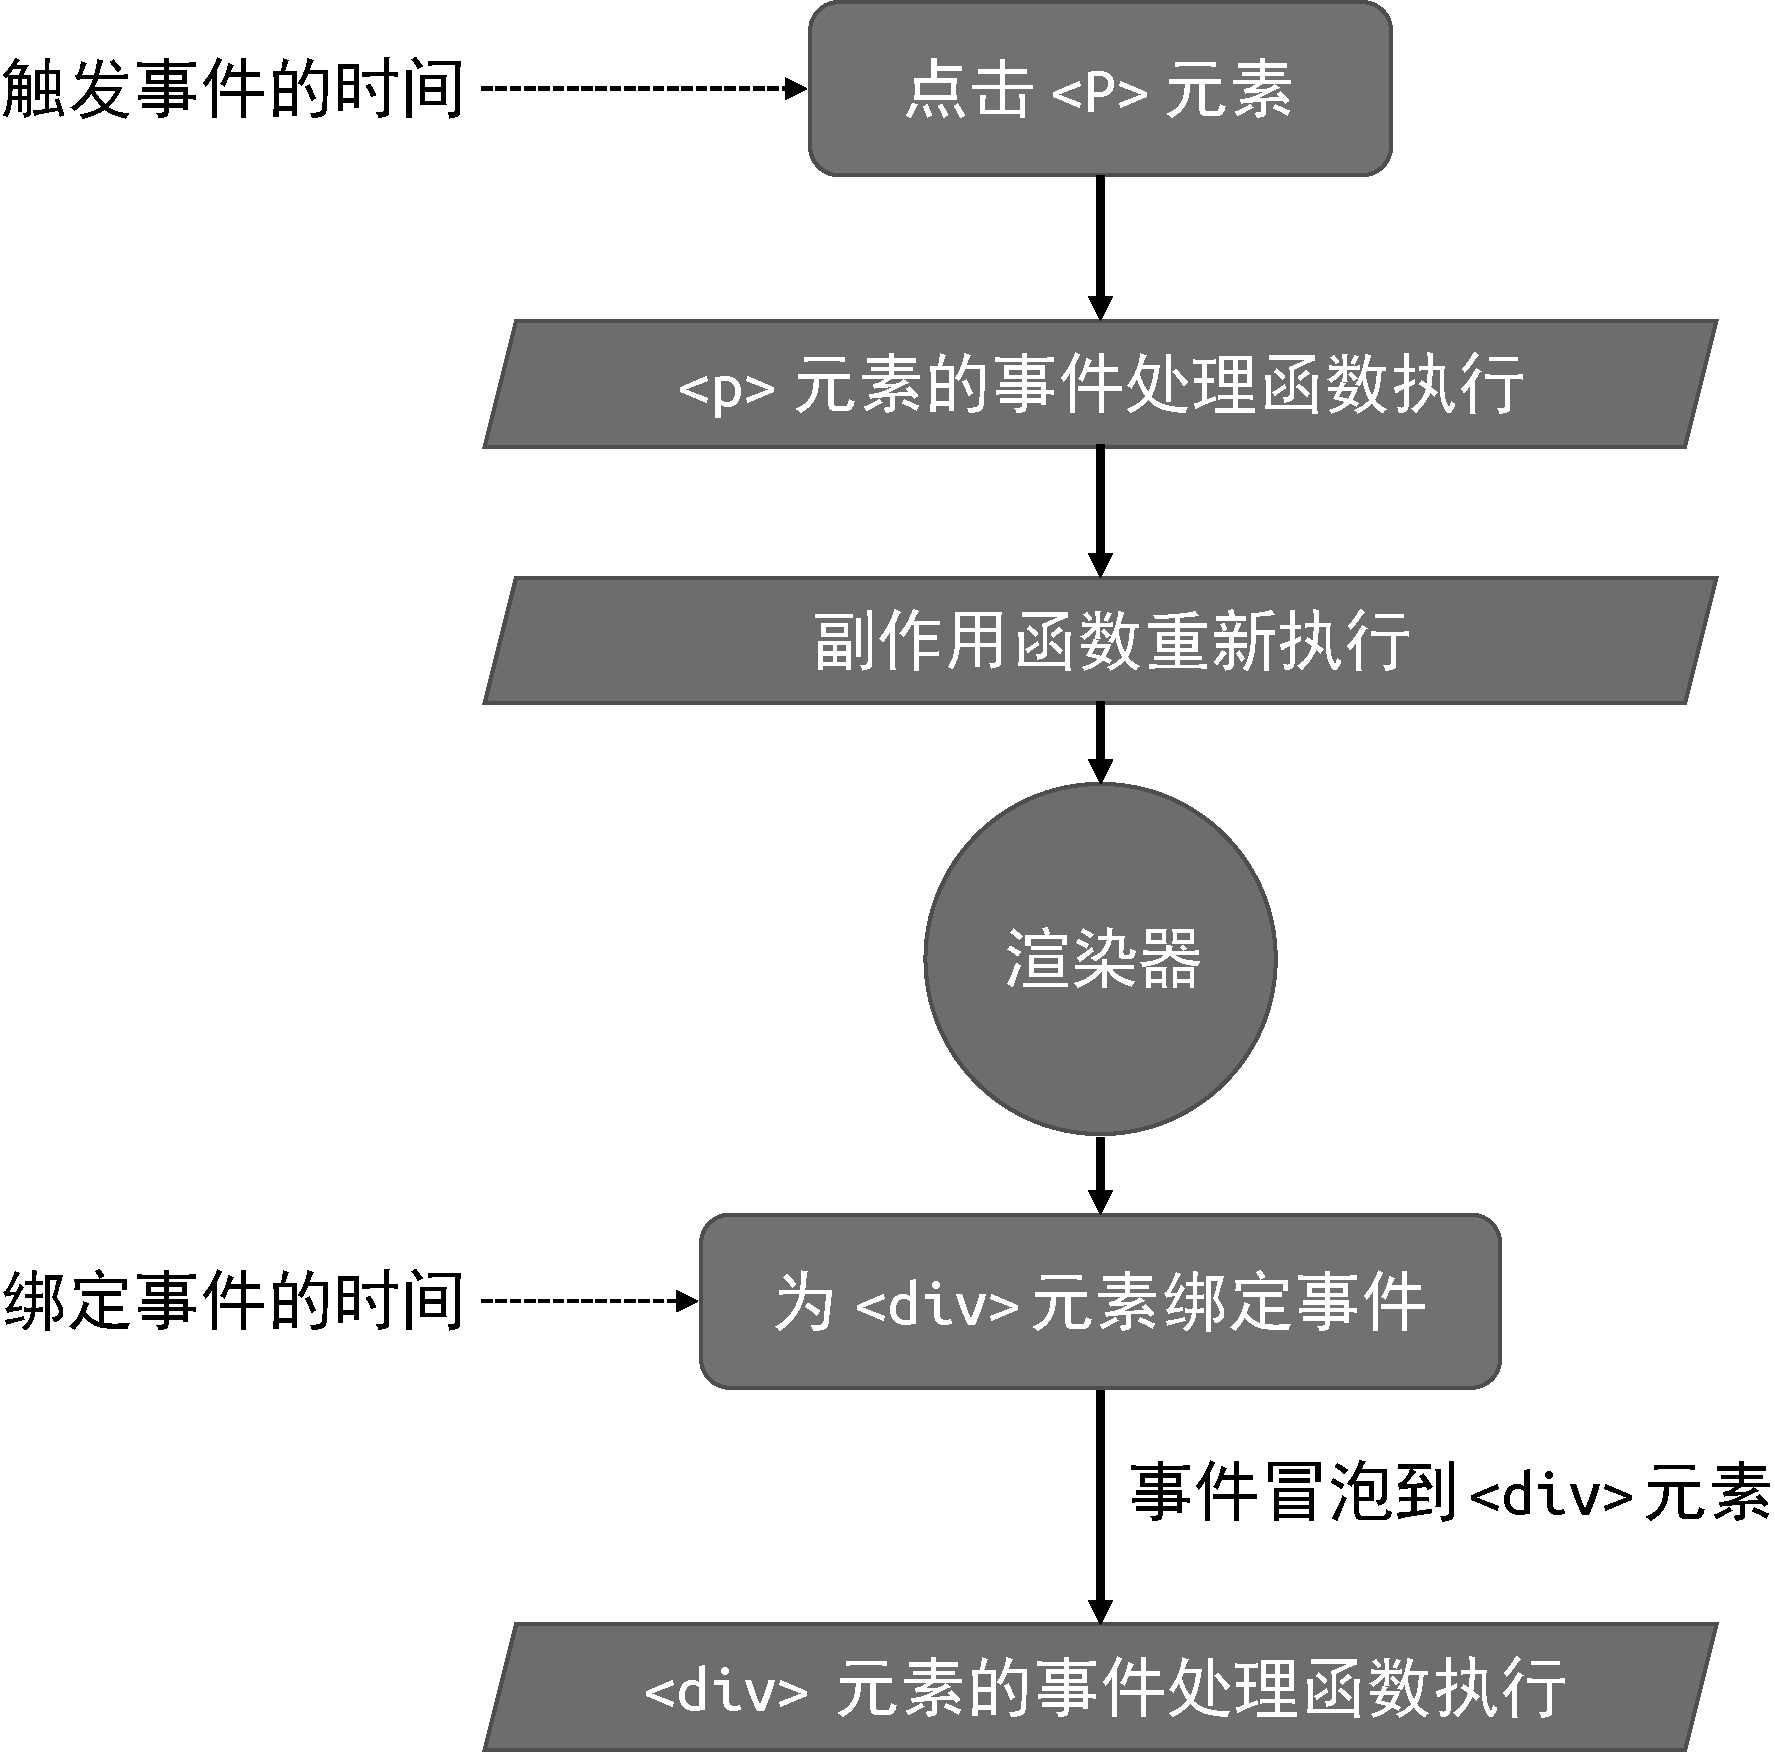 触发事件的时间
点击 <P> 元素
<p> 元素的事件处理函数执行
副作用函数重新执行
渲染器
绑定事件的时间
为 <div> 元素绑定事件
事件冒泡到 <div> 元素
<div> 元素的事件处理函数执行